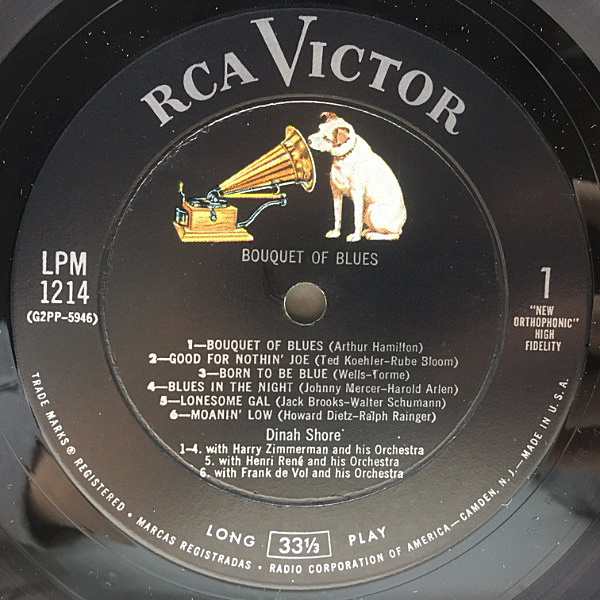 RCA VICTOR
BOUQUET OF BLUES
LPM
1214
(G2PP-5946)
1
"NEW
ORTHOPHONIC"
HIGH
FIDELITY
1—BOUQUET OF BLUES (Arthur Hamilton)
2—GOOD FOR NOTHIN' JOE (Ted Koehler-Rube Bloom)
3—BORN TO BE BLUE (Wells-Torme)
4—BLUES IN THE NIGHT (Johnny Mercer-Harold Arlen)
5—LONESOME GAL (Jack Brooks-Walter Schumann)
6—MOANIN' LOW (Howard Dietz-Ralph Rainger)
Dinah Shore
1-4. with Harry Zimmerman and his Orchestra
5. with Henri René and his Orchestra
6. with Frank de Vol and his Orchestra
LONG 33⅓ PLAY
TRADE MARKS® REGISTERED • MARCAS REGISTRADAS • RADIO CORPORATION OF AMERICA—CAMDEN, N. J.—MADE IN U.S.A.